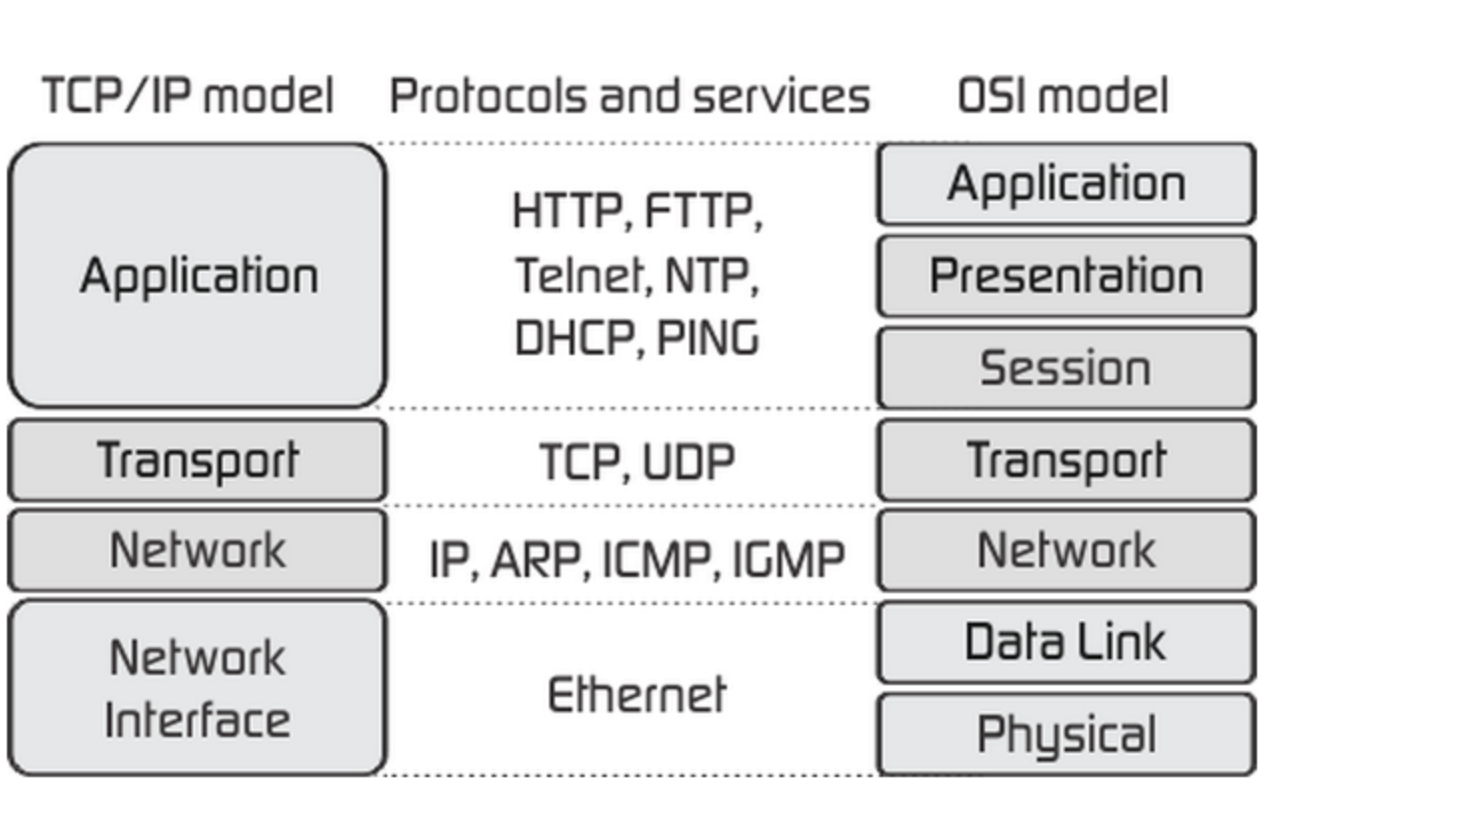 TCP/IP model
Protocols and services
OSI model
Application
HTTP, FTTP,
Telnet, NTP,
DHCP, PING
Application
Presentation
Session
Transport
TCP, UDP
Transport
Network
IP, ARP, ICMP, IGMP
Network
Network
Interface
Ethernet
Data Link
Physical